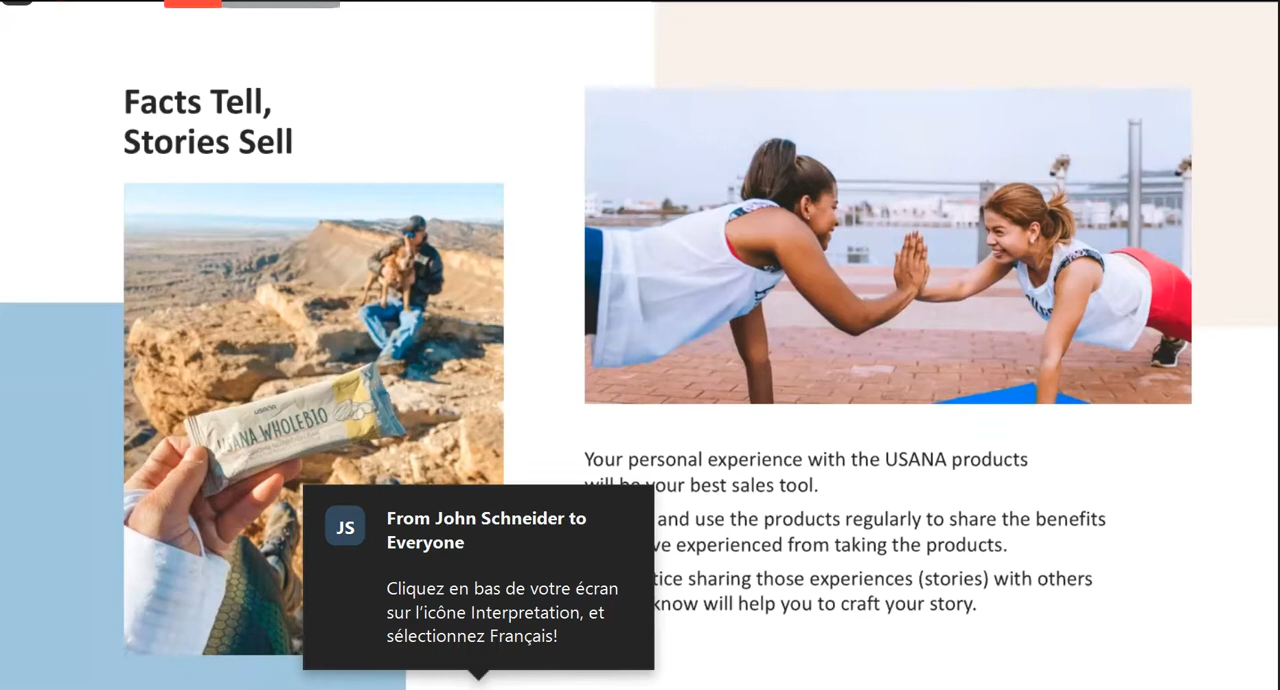 Facts Tell,
Stories Sell
USANA
USANA WHOLEBIO
Your personal experience with the USANA products
will be your best sales tool.
and use the products regularly to share the benefits
experienced from taking the products.
sharing those experiences (stories) with others
know will help you to craft your story.
JS
From John Schneider to
Everyone
Cliquez en bas de votre écran
sur l'icône Interpretation, et
sélectionnez Français!